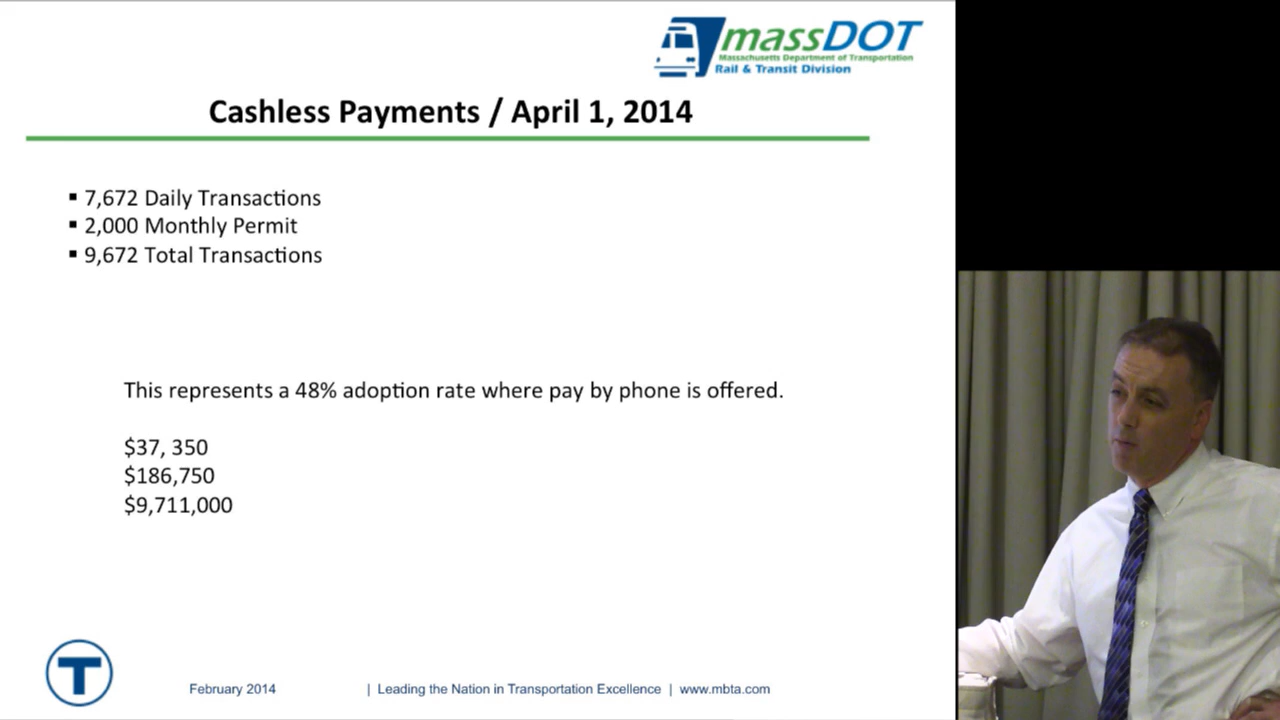 massDOT
Massachusetts Department of Transportation
Rail & Transit Division
Cashless Payments / April 1, 2014
▪ 7,672 Daily Transactions
▪ 2,000 Monthly Permit
▪ 9,672 Total Transactions
This represents a 48% adoption rate where pay by phone is offered.
$37, 350
$186,750
$9,711,000
T
February 2014 | Leading the Nation in Transportation Excellence | www.mbta.com